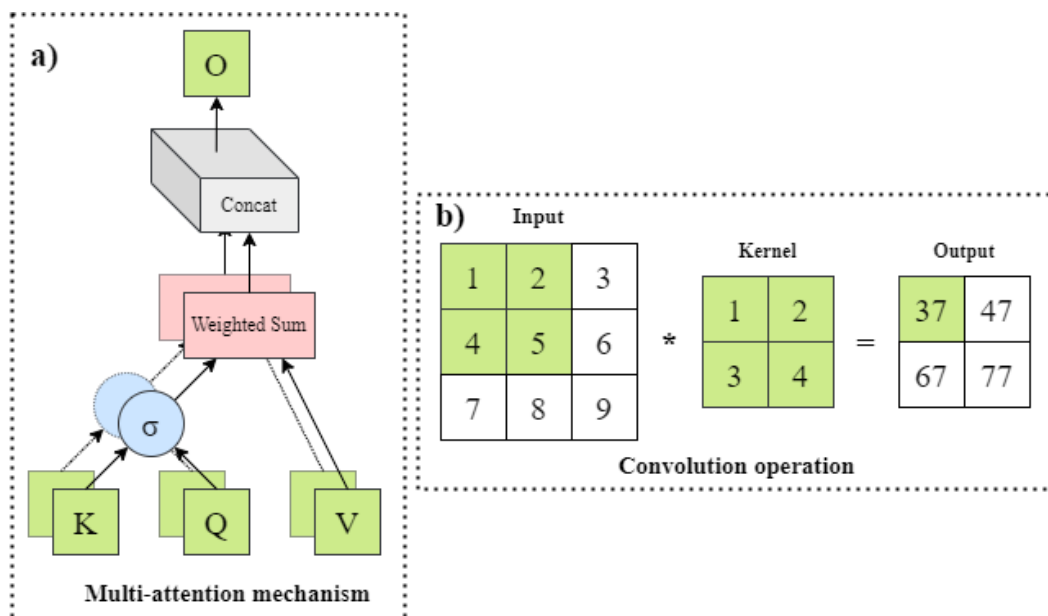 a)
O
Concat
Weighted Sum
σ
K Q V
Multi-attention mechanism
b)
Input
1 2 3
4 5 6
7 8 9
*
Kernel
1 2
3 4
=
Output
37 47
67 77
Convolution operation